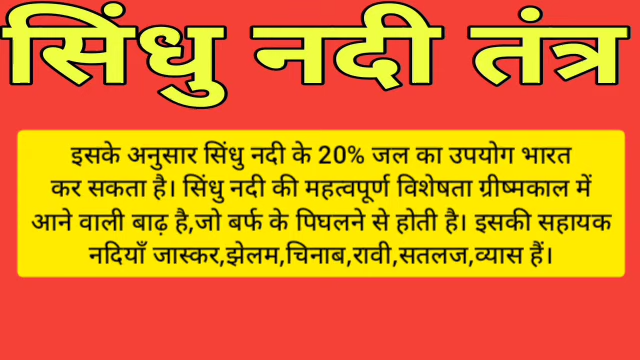 सिंधु नदी तंत्र
इसके अनुसार सिंधु नदी के 20% जल का उपयोग भारत
कर सकता है। सिंधु नदी की महत्वपूर्ण विशेषता ग्रीष्मकाल में
आने वाली बाढ़ है,जो बर्फ के पिघलने से होती है। इसकी सहायक
नदियाँ जास्कर,झेलम,चिनाब,रावी,सतलज,व्यास हैं।